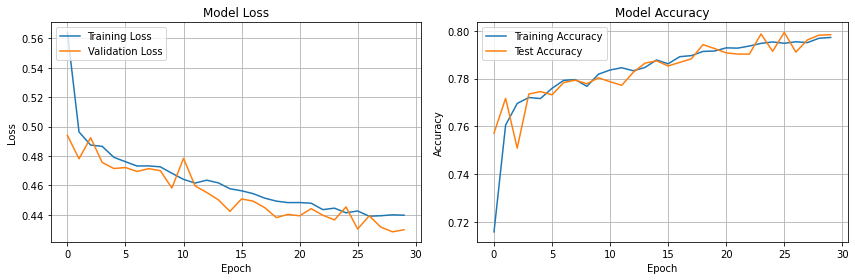 Model Loss
Training Loss
Validation Loss
0.56
0.54
0.52
0.50
0.48
0.46
0.44
Loss
0
5
10
15
20
25
30
Epoch
Model Accuracy
Training Accuracy
Test Accuracy
0.80
0.78
0.76
0.74
0.72
Accuracy
0
5
10
15
20
25
30
Epoch